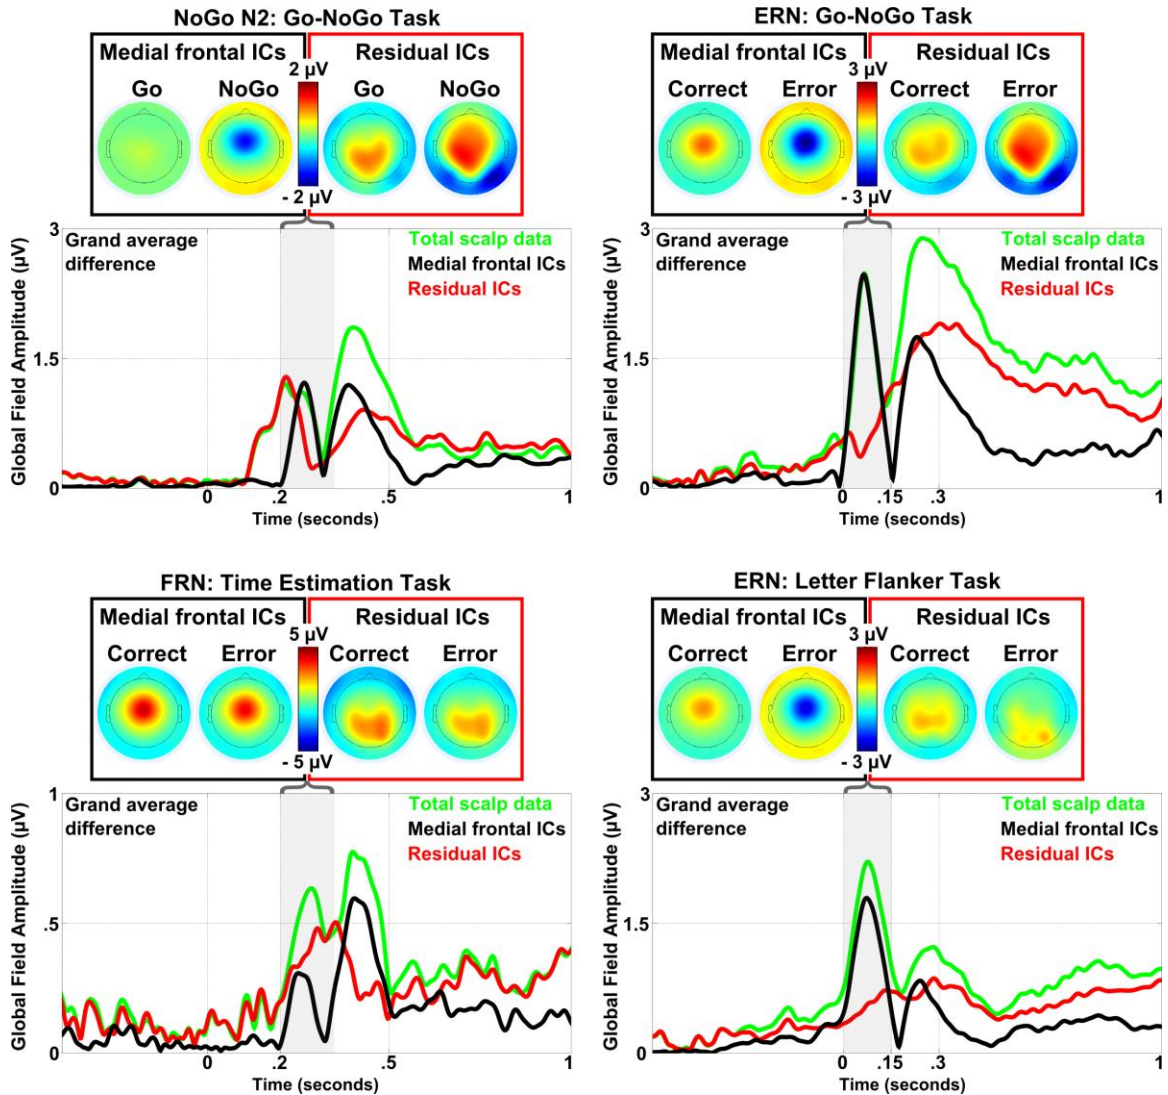 NoGo N2: Go-NoGo Task
Medial frontal ICs
Residual ICs
2 µV
Go
NoGo
Go
NoGo
- 2 µV
3
1.5
0
Global Field Amplitude (µV)
Grand average
difference
Total scalp data
Medial frontal ICs
Residual ICs
0
.2
.5
1
Time (seconds)
ERN: Go-NoGo Task
Medial frontal ICs
Residual ICs
3 µV
Correct
Error
Correct
Error
- 3 µV
3
1.5
0
Global Field Amplitude (µV)
Grand average
difference
Total scalp data
Medial frontal ICs
Residual ICs
0
.15
.3
1
Time (seconds)
FRN: Time Estimation Task
Medial frontal ICs
Residual ICs
5 µV
Correct
Error
Correct
Error
- 5 µV
1
.5
0
Global Field Amplitude (µV)
Grand average
difference
Total scalp data
Medial frontal ICs
Residual ICs
0
.2
.5
1
Time (seconds)
ERN: Letter Flanker Task
Medial frontal ICs
Residual ICs
3 µV
Correct
Error
Correct
Error
- 3 µV
3
1.5
0
Global Field Amplitude (µV)
Grand average
difference
Total scalp data
Medial frontal ICs
Residual ICs
0
.15
.3
1
Time (seconds)